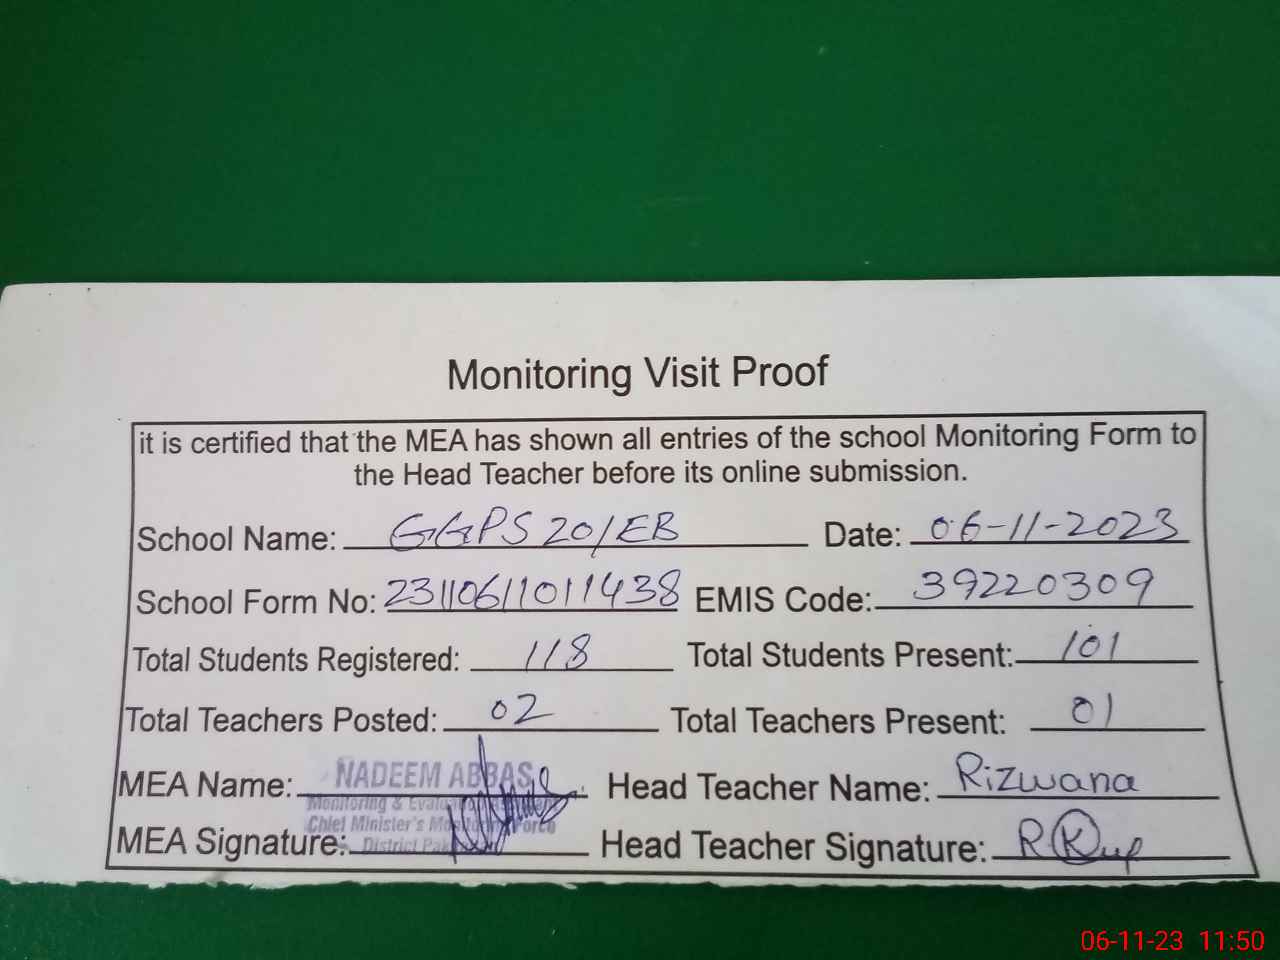 Monitoring Visit Proof
it is certified that the MEA has shown all entries of the school Monitoring Form to
the Head Teacher before its online submission.
School Name: GGPS 20/EB Date: 06-11-2023
School Form No: 23110611011438 EMIS Code: 39220309
Total Students Registered: 118 Total Students Present: 101
Total Teachers Posted: 02 Total Teachers Present: 01
MEA Name: NADEEM ABBAS Head Teacher Name: Rizwana
Monitoring & Evaluation Assistant
Chief Minister's Monitoring Force
MEA Signature: District Head Teacher Signature:
06-11-23 11:50